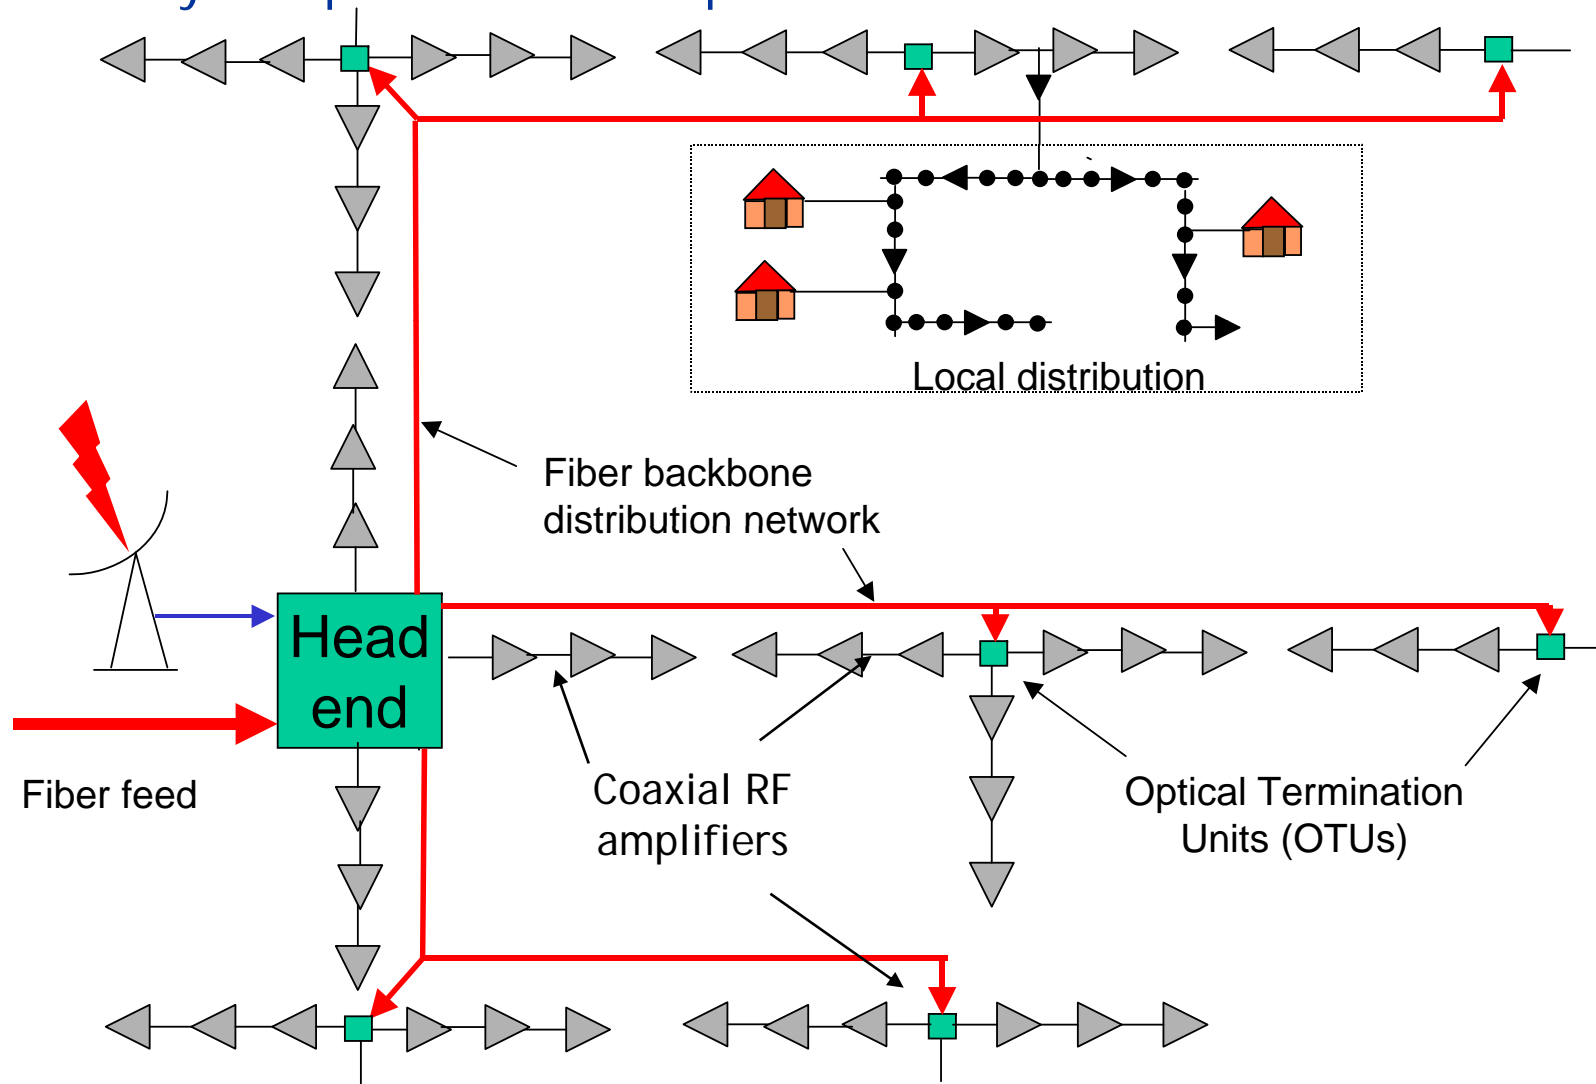 Local distribution
Fiber backbone
distribution network
Head
end
Fiber feed
Coaxial RF
amplifiers
Optical Termination
Units (OTUs)